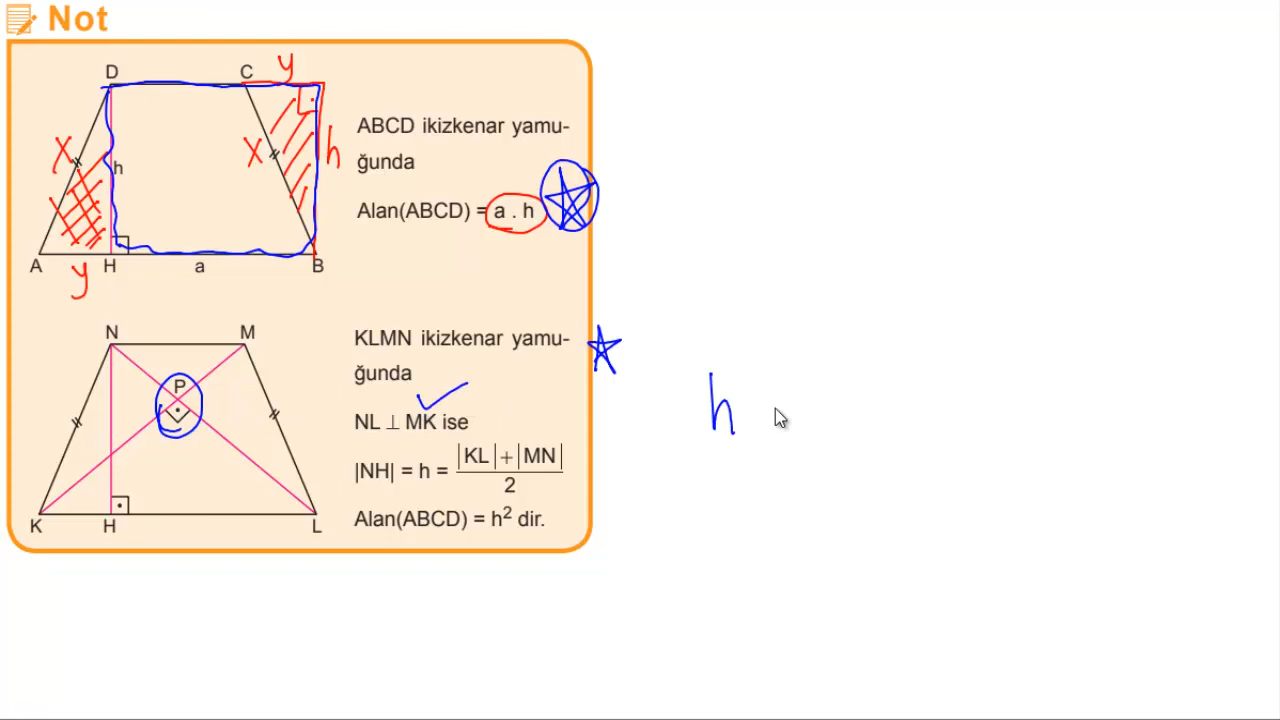 Not
D C y
x h x h
A y H a B
ABCD ikizkenar yamu-
ğunda
Alan(ABCD) = a . h
N M
P
K H L
KLMN ikizkenar yamu-
ğunda
NL ⊥ MK ise
|NH| = h = |KL| + |MN| / 2
Alan(ABCD) = h² dir.
h